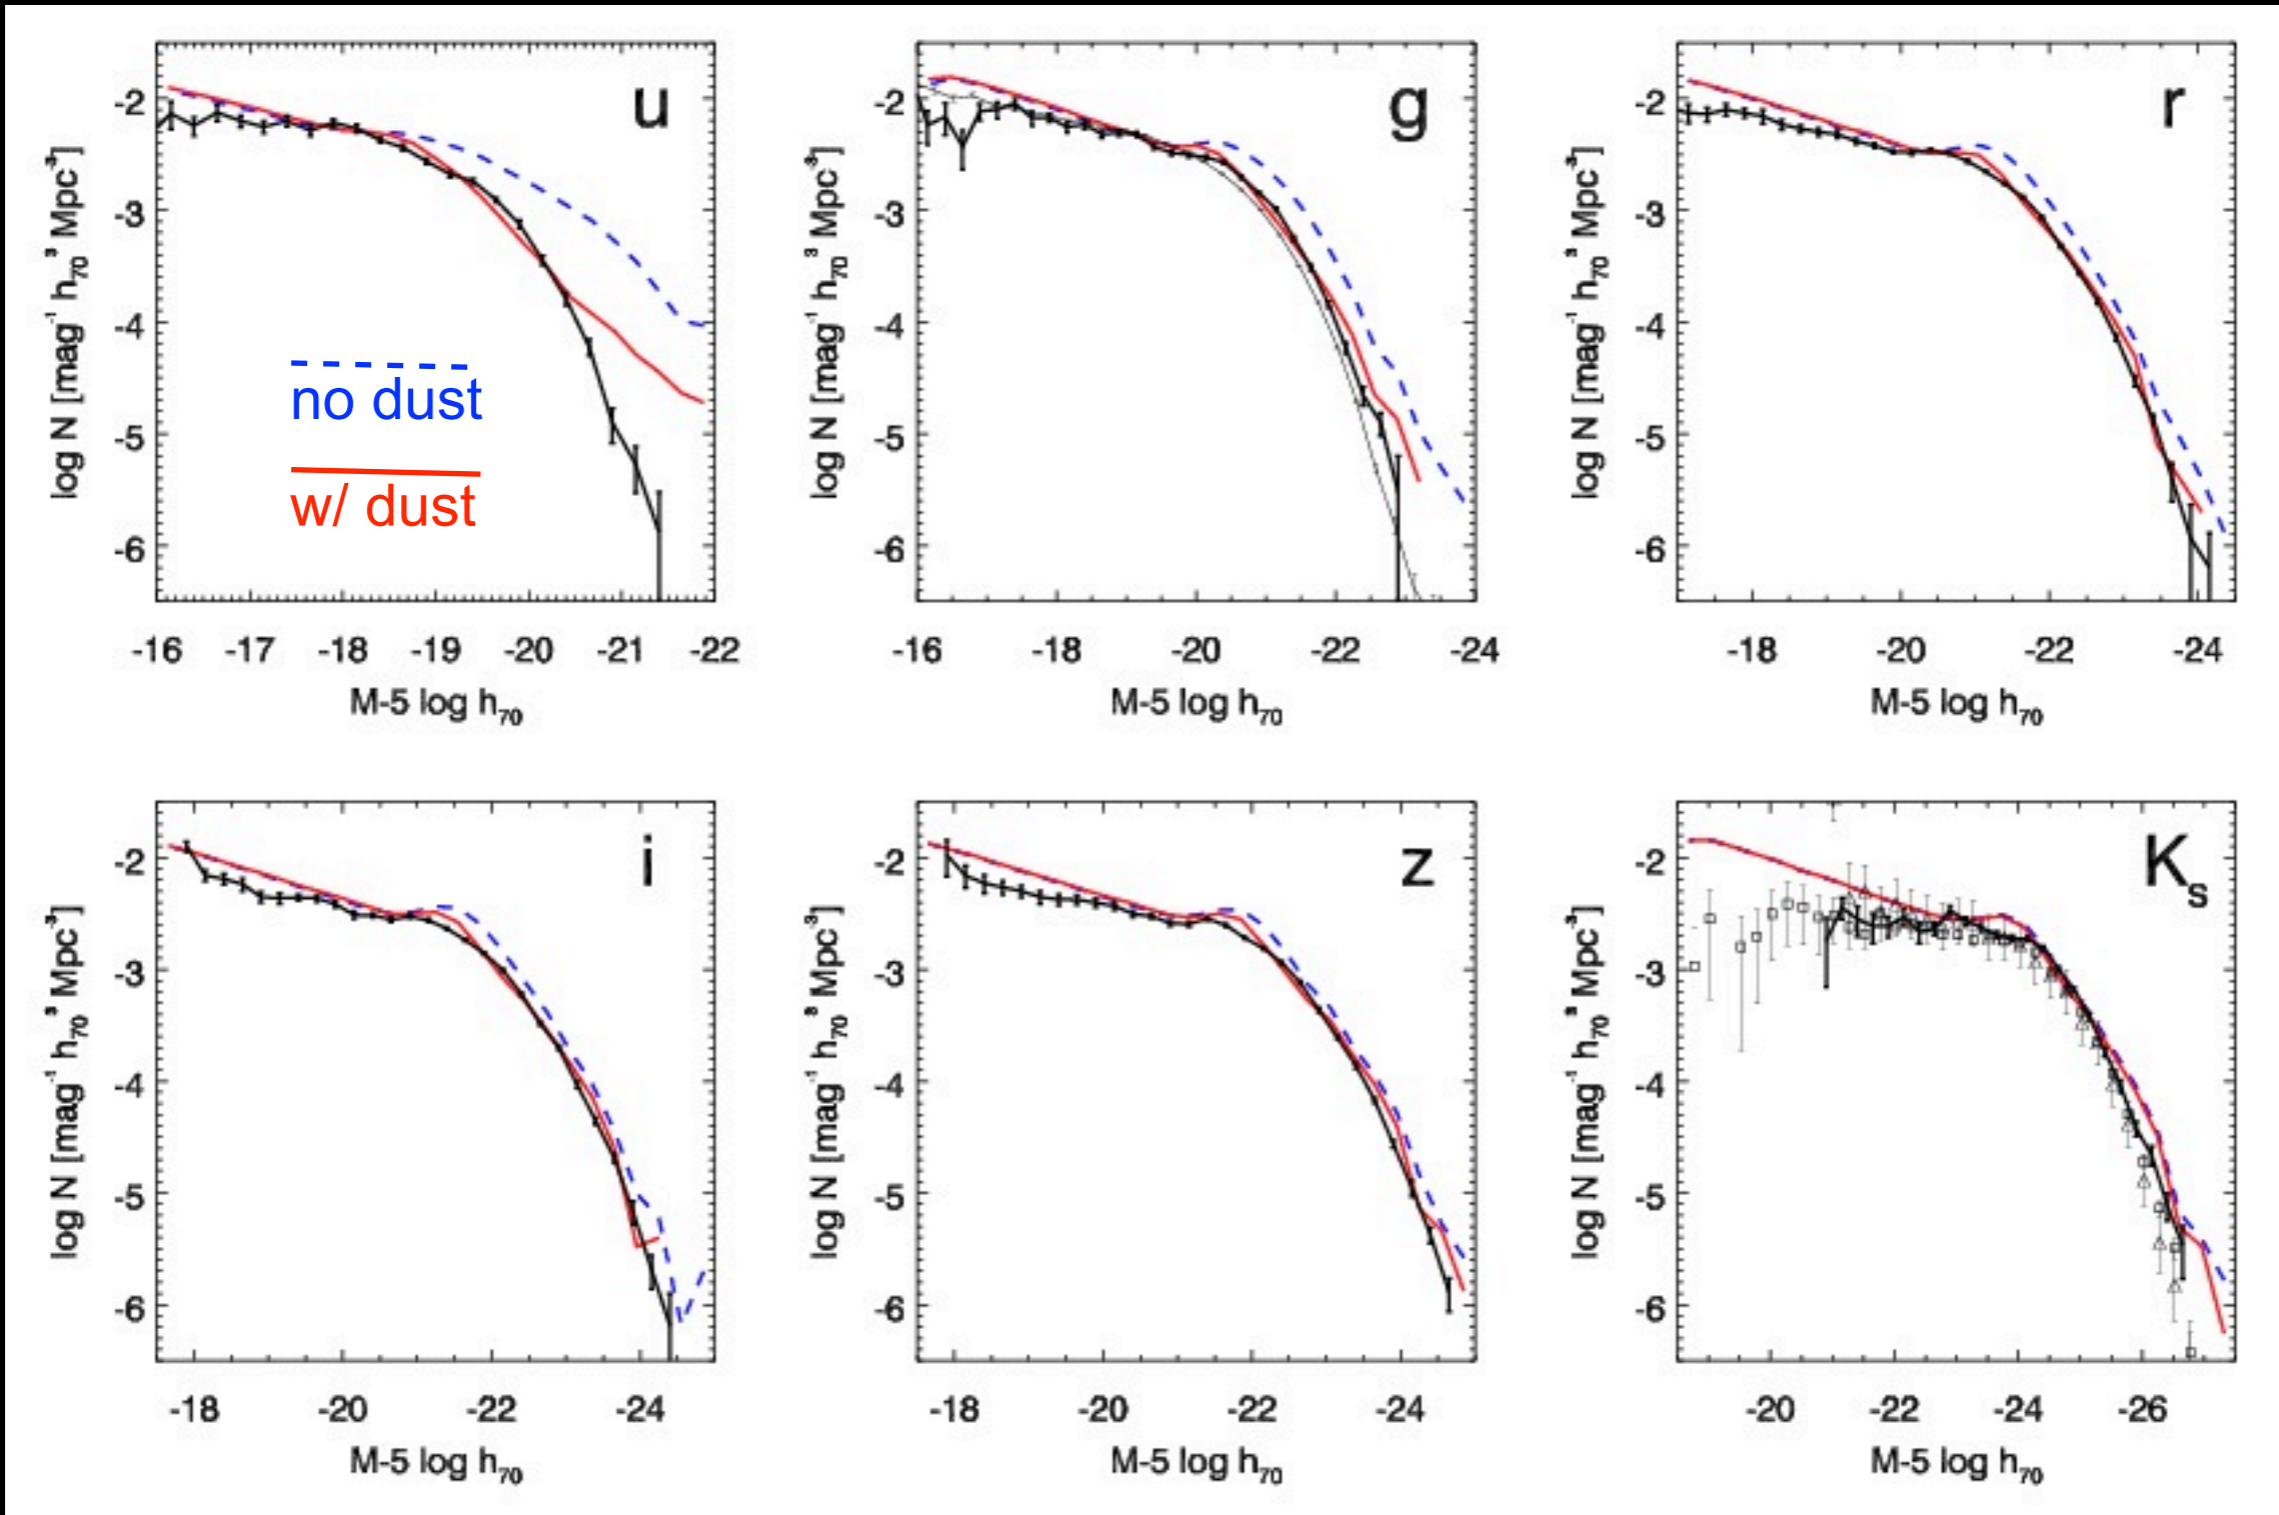 u
g
r
-2
-3
-4
-5
-6
log N [mag⁻¹ h₇₀³ Mpc⁻³]
no dust
w/ dust
-16 -17 -18 -19 -20 -21 -22
M-5 log h₇₀
-2
-3
-4
-5
-6
log N [mag⁻¹ h₇₀³ Mpc⁻³]
-16 -18 -20 -22 -24
M-5 log h₇₀
-2
-3
-4
-5
-6
log N [mag⁻¹ h₇₀³ Mpc⁻³]
-18 -20 -22 -24
M-5 log h₇₀
i
z
Kₛ
-2
-3
-4
-5
-6
log N [mag⁻¹ h₇₀³ Mpc⁻³]
-18 -20 -22 -24
M-5 log h₇₀
-2
-3
-4
-5
-6
log N [mag⁻¹ h₇₀³ Mpc⁻³]
-18 -20 -22 -24
M-5 log h₇₀
-2
-3
-4
-5
-6
log N [mag⁻¹ h₇₀³ Mpc⁻³]
-20 -22 -24 -26
M-5 log h₇₀